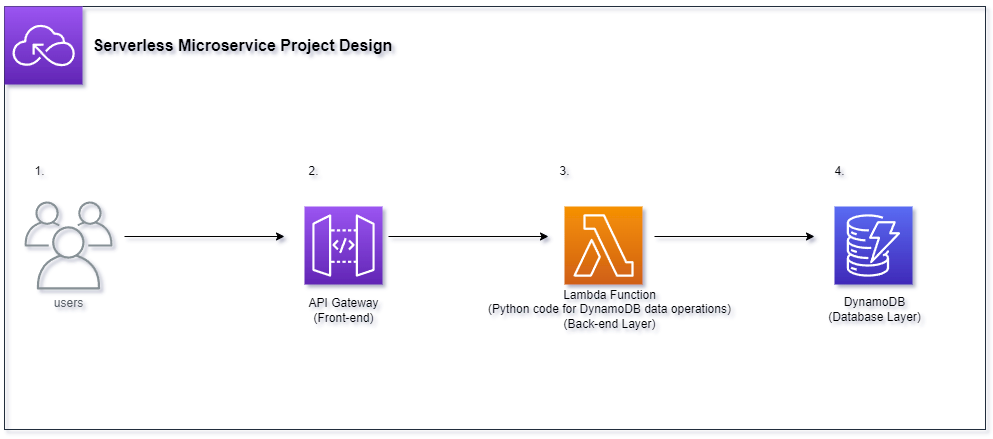 Serverless Microservice Project Design
1.
2.
3.
4.
</>
users
API Gateway
(Front-end)
Lambda Function
(Python code for DynamoDB data operations)
(Back-end Layer)
DynamoDB
(Database Layer)